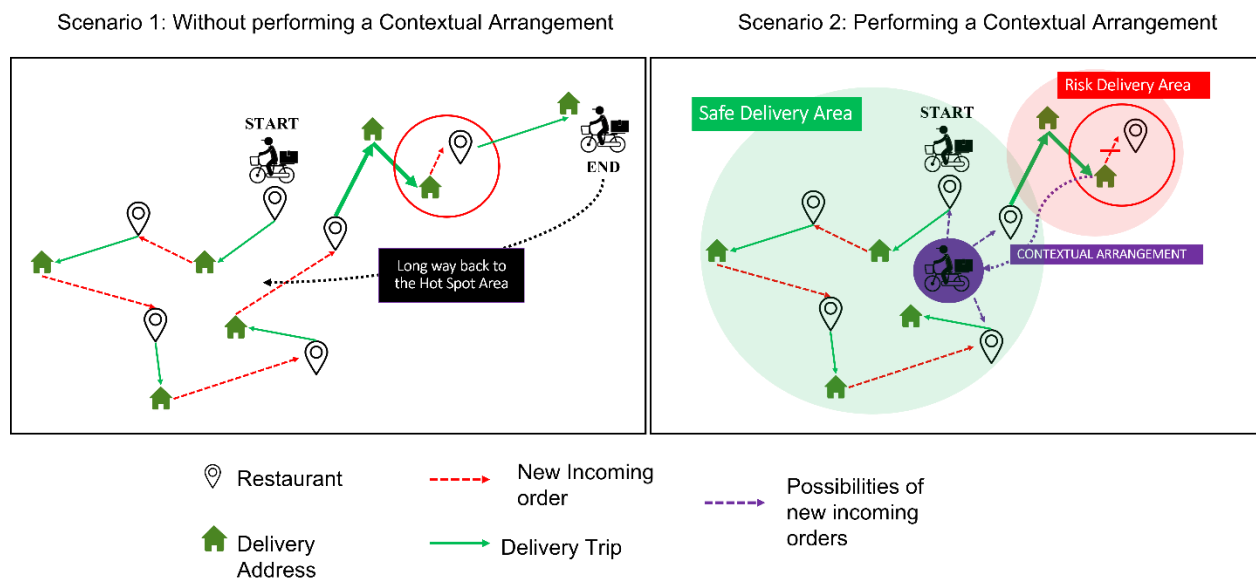 Scenario 1: Without performing a Contextual Arrangement
Scenario 2: Performing a Contextual Arrangement
START
END
Long way back to
the Hot Spot Area
Safe Delivery Area
START
Risk Delivery Area
CONTEXTUAL ARRANGEMENT
Restaurant
New Incoming
order
Possibilities of
new incoming
orders
Delivery
Address
Delivery Trip